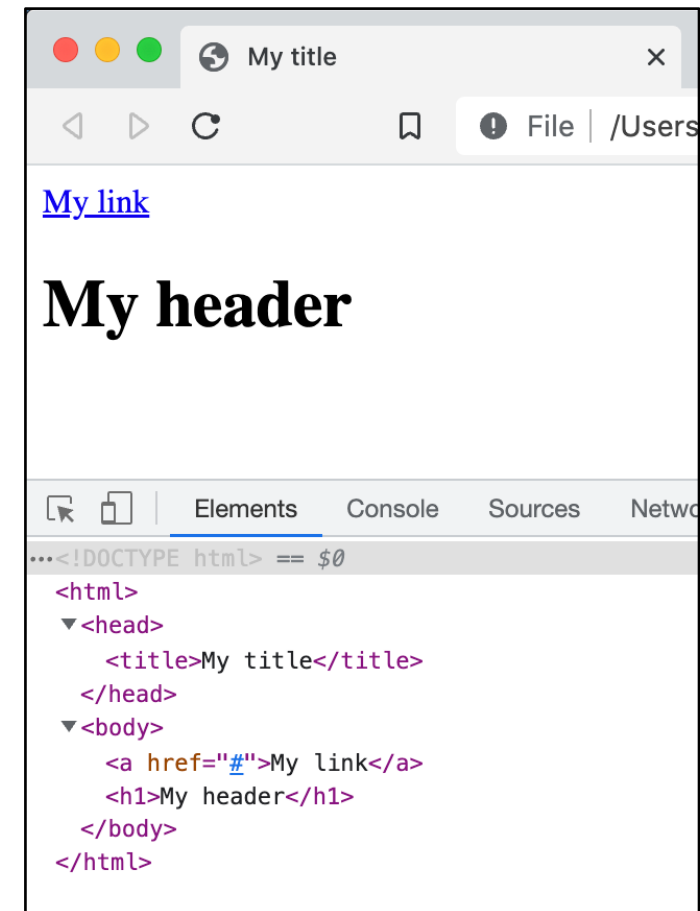 My title
File /Users
My link
My header
Elements Console Sources Netwo
<!DOCTYPE html> == $0
<html>
<head>
<title>My title</title>
</head>
<body>
<a href="#">My link</a>
<h1>My header</h1>
</body>
</html>